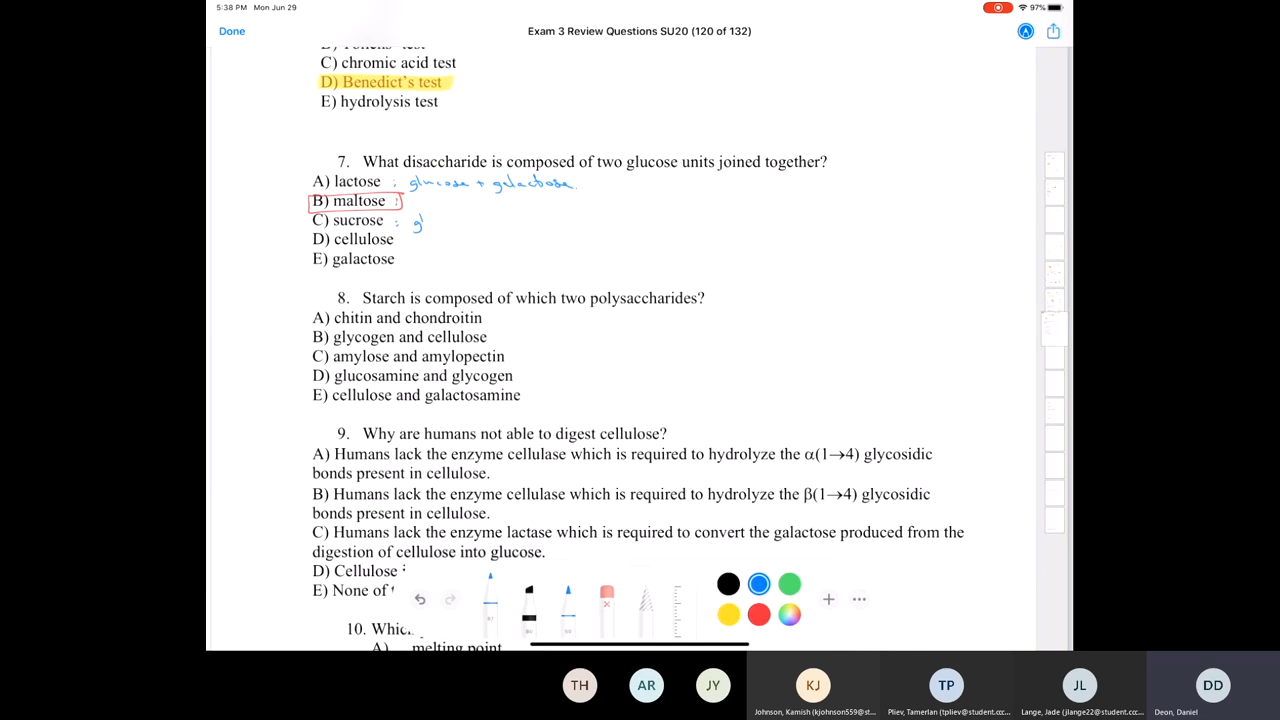 5:38 PM Mon Jun 29
97%
Done
Exam 3 Review Questions SU20 (120 of 132)
C) chromic acid test
D) Benedict's test
E) hydrolysis test
7. What disaccharide is composed of two glucose units joined together?
A) lactose : glucose + galactose.
B) maltose :
C) sucrose : gl
D) cellulose
E) galactose
8. Starch is composed of which two polysaccharides?
A) chitin and chondroitin
B) glycogen and cellulose
C) amylose and amylopectin
D) glucosamine and glycogen
E) cellulose and galactosamine
9. Why are humans not able to digest cellulose?
A) Humans lack the enzyme cellulase which is required to hydrolyze the α(1→4) glycosidic
bonds present in cellulose.
B) Humans lack the enzyme cellulase which is required to hydrolyze the β(1→4) glycosidic
bonds present in cellulose.
C) Humans lack the enzyme lactase which is required to convert the galactose produced from the
digestion of cellulose into glucose.
D) Cellulose
E) None of
10. Whic
A) melting point
TH AR JY KJ TP JL DD
Johnson, Kamish (kjohnson559@st... Pliev, Tamerlan (tpliev@student.ccc... Lange, Jade (jlange22@student.ccc... Deon, Daniel